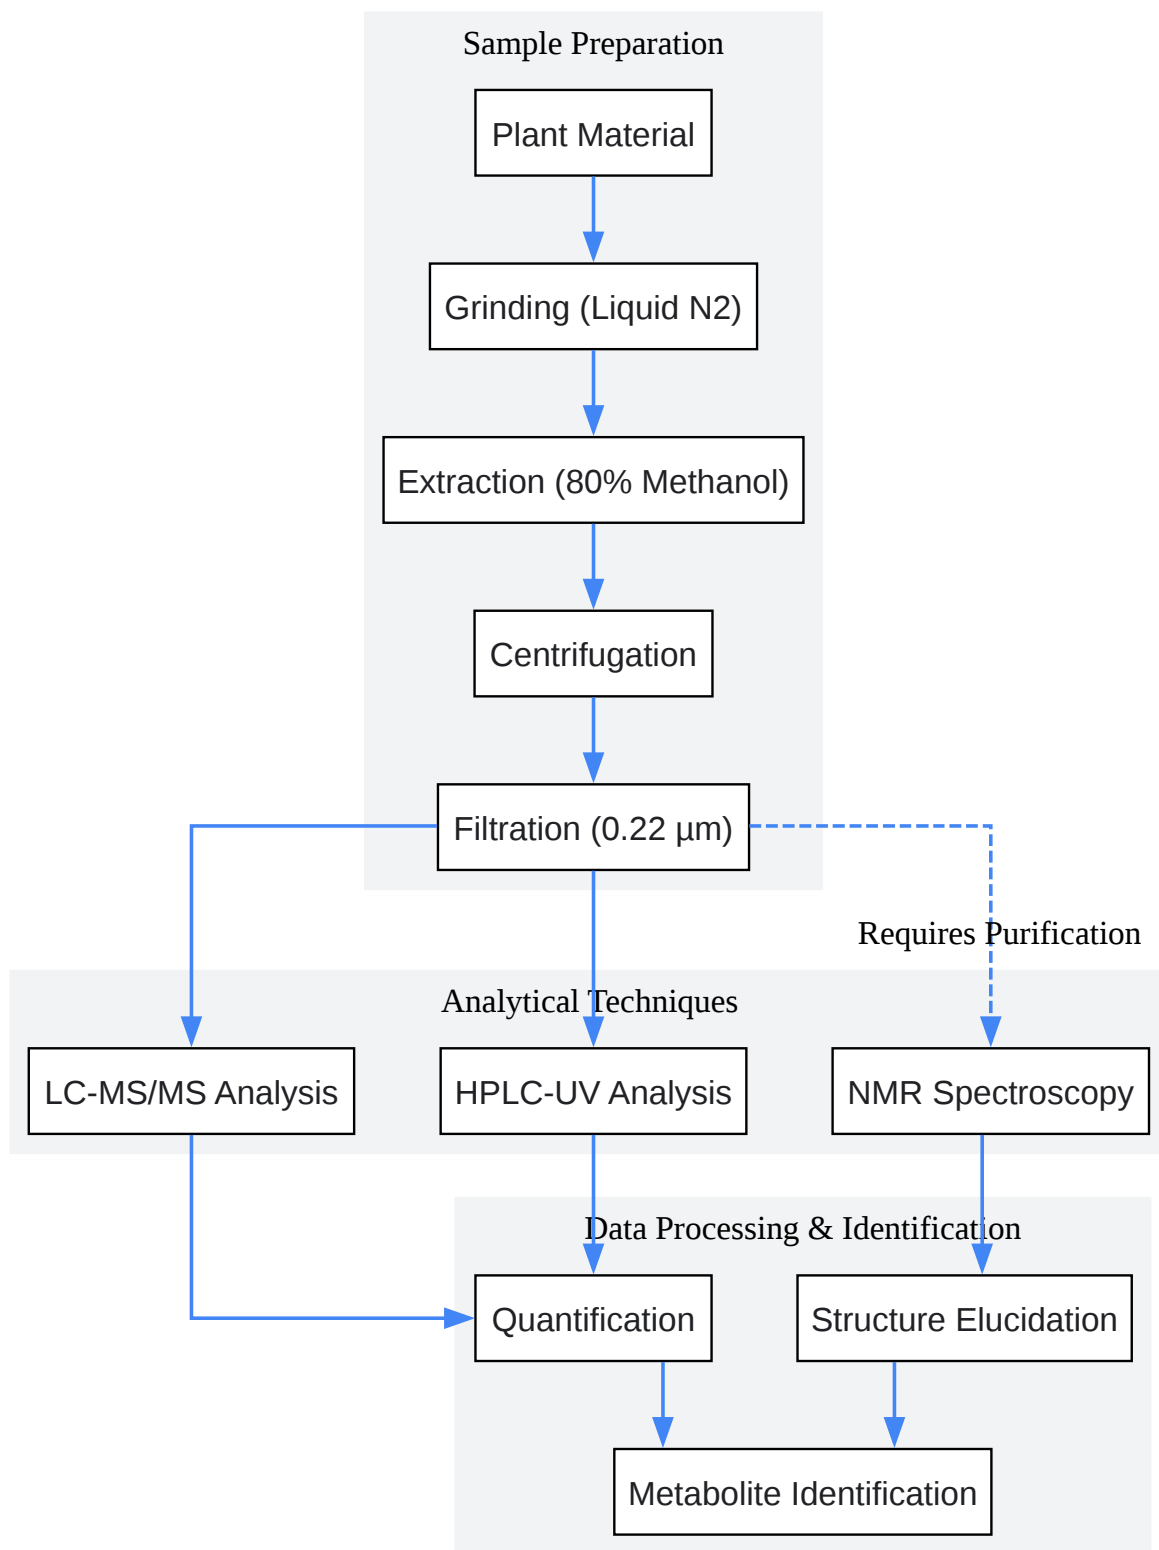 Sample Preparation
Plant Material
Grinding (Liquid N2)
Extraction (80% Methanol)
Centrifugation
Filtration (0.22 µm)
Requires Purification
Analytical Techniques
LC-MS/MS Analysis
HPLC-UV Analysis
NMR Spectroscopy
Data Processing & Identification
Quantification
Structure Elucidation
Metabolite Identification